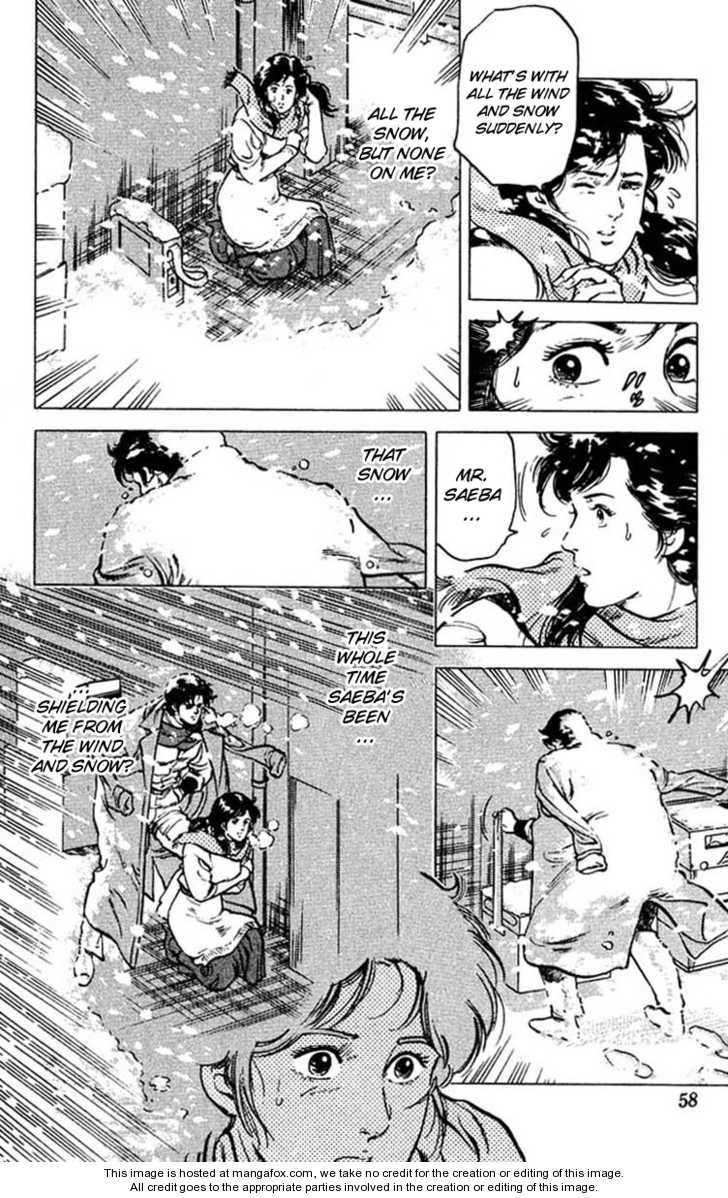 WHAT'S WITH
ALL THE WIND
AND SNOW
SUDDENLY?
ALL THE
SNOW,
BUT NONE
ON ME?
MR.
SAEBA
...
THAT
SNOW
...
THIS
WHOLE
TIME
SAEBA'S
BEEN
...
...
SHIELDING
ME FROM
THE WIND
AND SNOW?
58
This image is hosted at mangafox.com, we take no credit for the creation or editing of this image.
All credit goes to the appropriate parties involved in the creation or editing of this image.